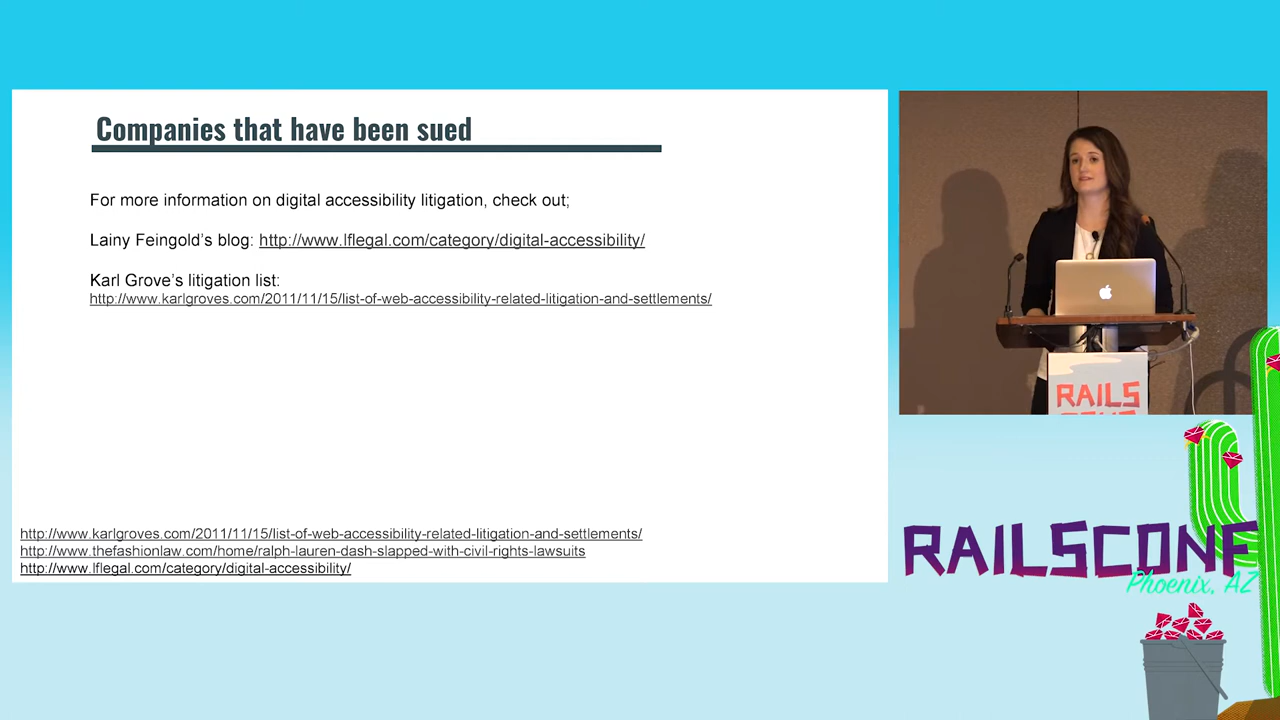 Companies that have been sued
For more information on digital accessibility litigation, check out;
Lainy Feingold's blog: http://www.lflegal.com/category/digital-accessibility/
Karl Grove's litigation list:
http://www.karlgroves.com/2011/11/15/list-of-web-accessibility-related-litigation-and-settlements/
http://www.karlgroves.com/2011/11/15/list-of-web-accessibility-related-litigation-and-settlements/
http://www.thefashionlaw.com/home/ralph-lauren-dash-slapped-with-civil-rights-lawsuits
http://www.lflegal.com/category/digital-accessibility/
RAILS
RAILSCONF
Phoenix, AZ